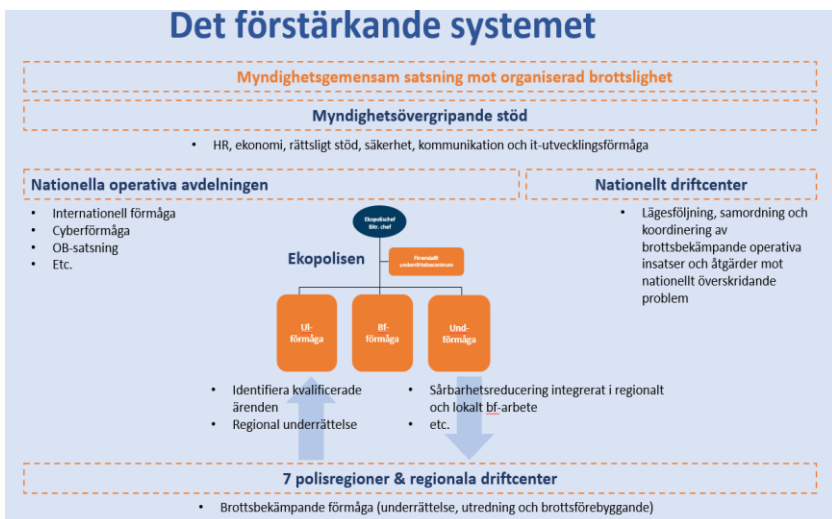 Det förstärkande systemet
Myndighetsgemensam satsning mot organiserad brottslighet
Myndighetsövergripande stöd
• HR, ekonomi, rättsligt stöd, säkerhet, kommunikation och it-utvecklingsförmåga
Nationella operativa avdelningen
• Internationell förmåga
• Cyberförmåga
• OB-satsning
• Etc.
Nationellt driftcenter
• Lägesföljning, samordning och
koordinering av
brottsbekämpande operativa
insatser och åtgärder mot
nationellt överskridande
problem
Ekopolischef
Bitr. chef
Ekopolisen
Finansiellt
underrättelsecentrum
Ul-
förmåga
Bf-
förmåga
Und-
förmåga
• Identifiera kvalificerade
ärenden
• Regional underrättelse
• Sårbarhetsreducering integrerat i regionalt
och lokalt bf-arbete
• etc.
7 polisregioner & regionala driftcenter
• Brottsbekämpande förmåga (underrättelse, utredning och brottsförebyggande)